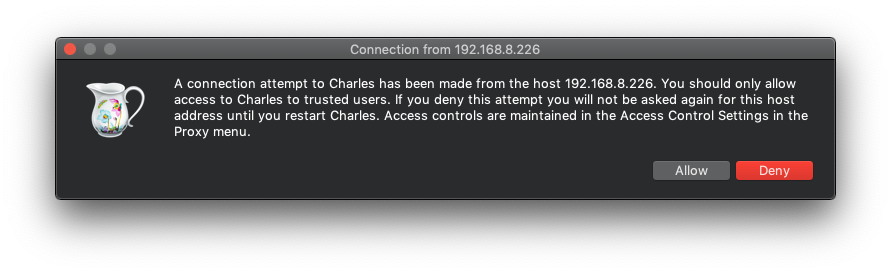 Connection from 192.168.8.226
A connection attempt to Charles has been made from the host 192.168.8.226. You should only allow
access to Charles to trusted users. If you deny this attempt you will not be asked again for this host
address until you restart Charles. Access controls are maintained in the Access Control Settings in the
Proxy menu.
Allow
Deny